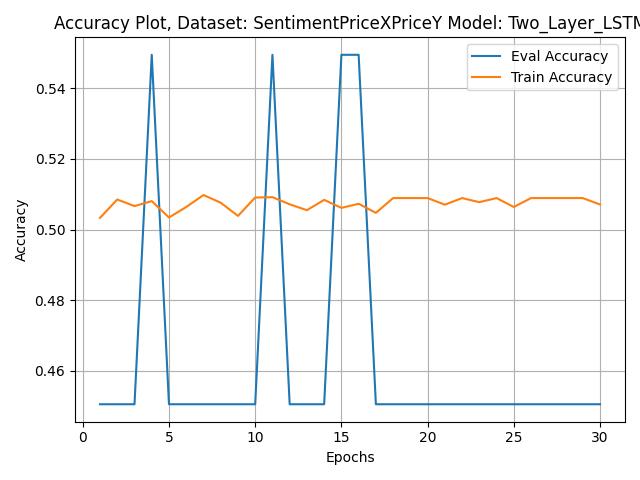 Accuracy Plot, Dataset: SentimentPriceXPriceY Model: Two_Layer_LSTM
Eval Accuracy
Train Accuracy
0.54
0.52
0.50
0.48
0.46
Accuracy
0 5 10 15 20 25 30
Epochs